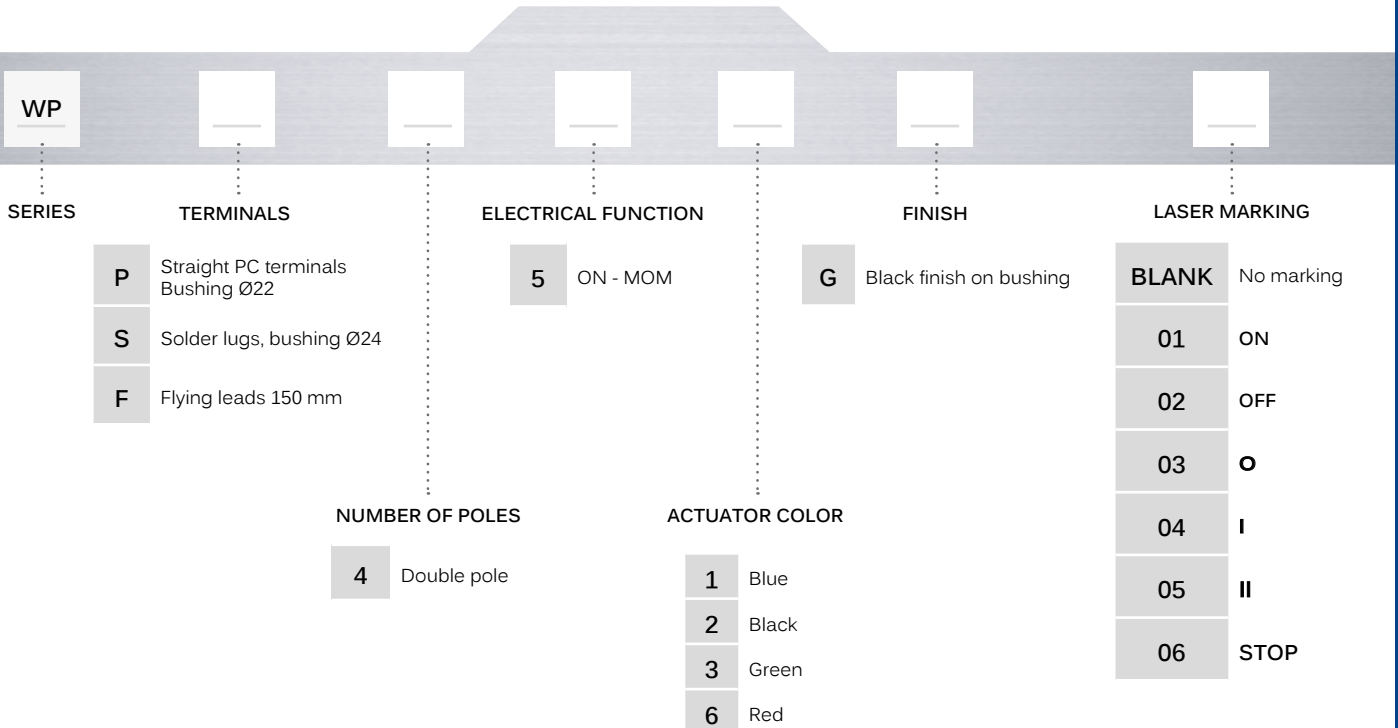 WP
SERIES
TERMINALS
P Straight PC terminals
Bushing Ø22
S Solder lugs, bushing Ø24
F Flying leads 150 mm
NUMBER OF POLES
4 Double pole
ELECTRICAL FUNCTION
5 ON - MOM
ACTUATOR COLOR
1 Blue
2 Black
3 Green
6 Red
FINISH
G Black finish on bushing
LASER MARKING
BLANK No marking
01 ON
02 OFF
03 O
04 I
05 II
06 STOP